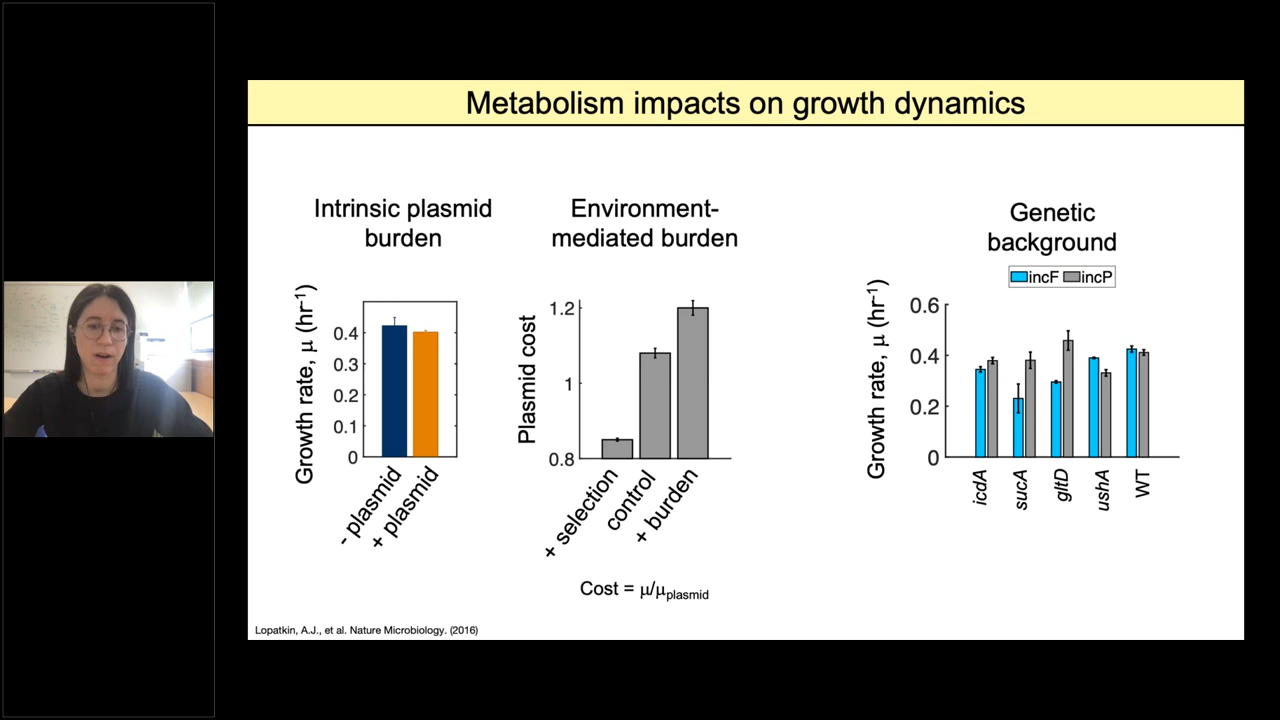 Metabolism impacts on growth dynamics
Intrinsic plasmid
burden
Growth rate, μ (hr⁻¹)
0.4
0.3
0.2
0.1
0
- plasmid
+ plasmid
Environment-
mediated burden
Plasmid cost
1.2
1
0.8
+ selection
control
+ burden
Cost = μ/μplasmid
Genetic
background
incF
incP
Growth rate, μ (hr⁻¹)
0.6
0.4
0.2
0
icdA
sucA
gltD
ushA
WT
Lopatkin, A.J., et al. Nature Microbiology. (2016)